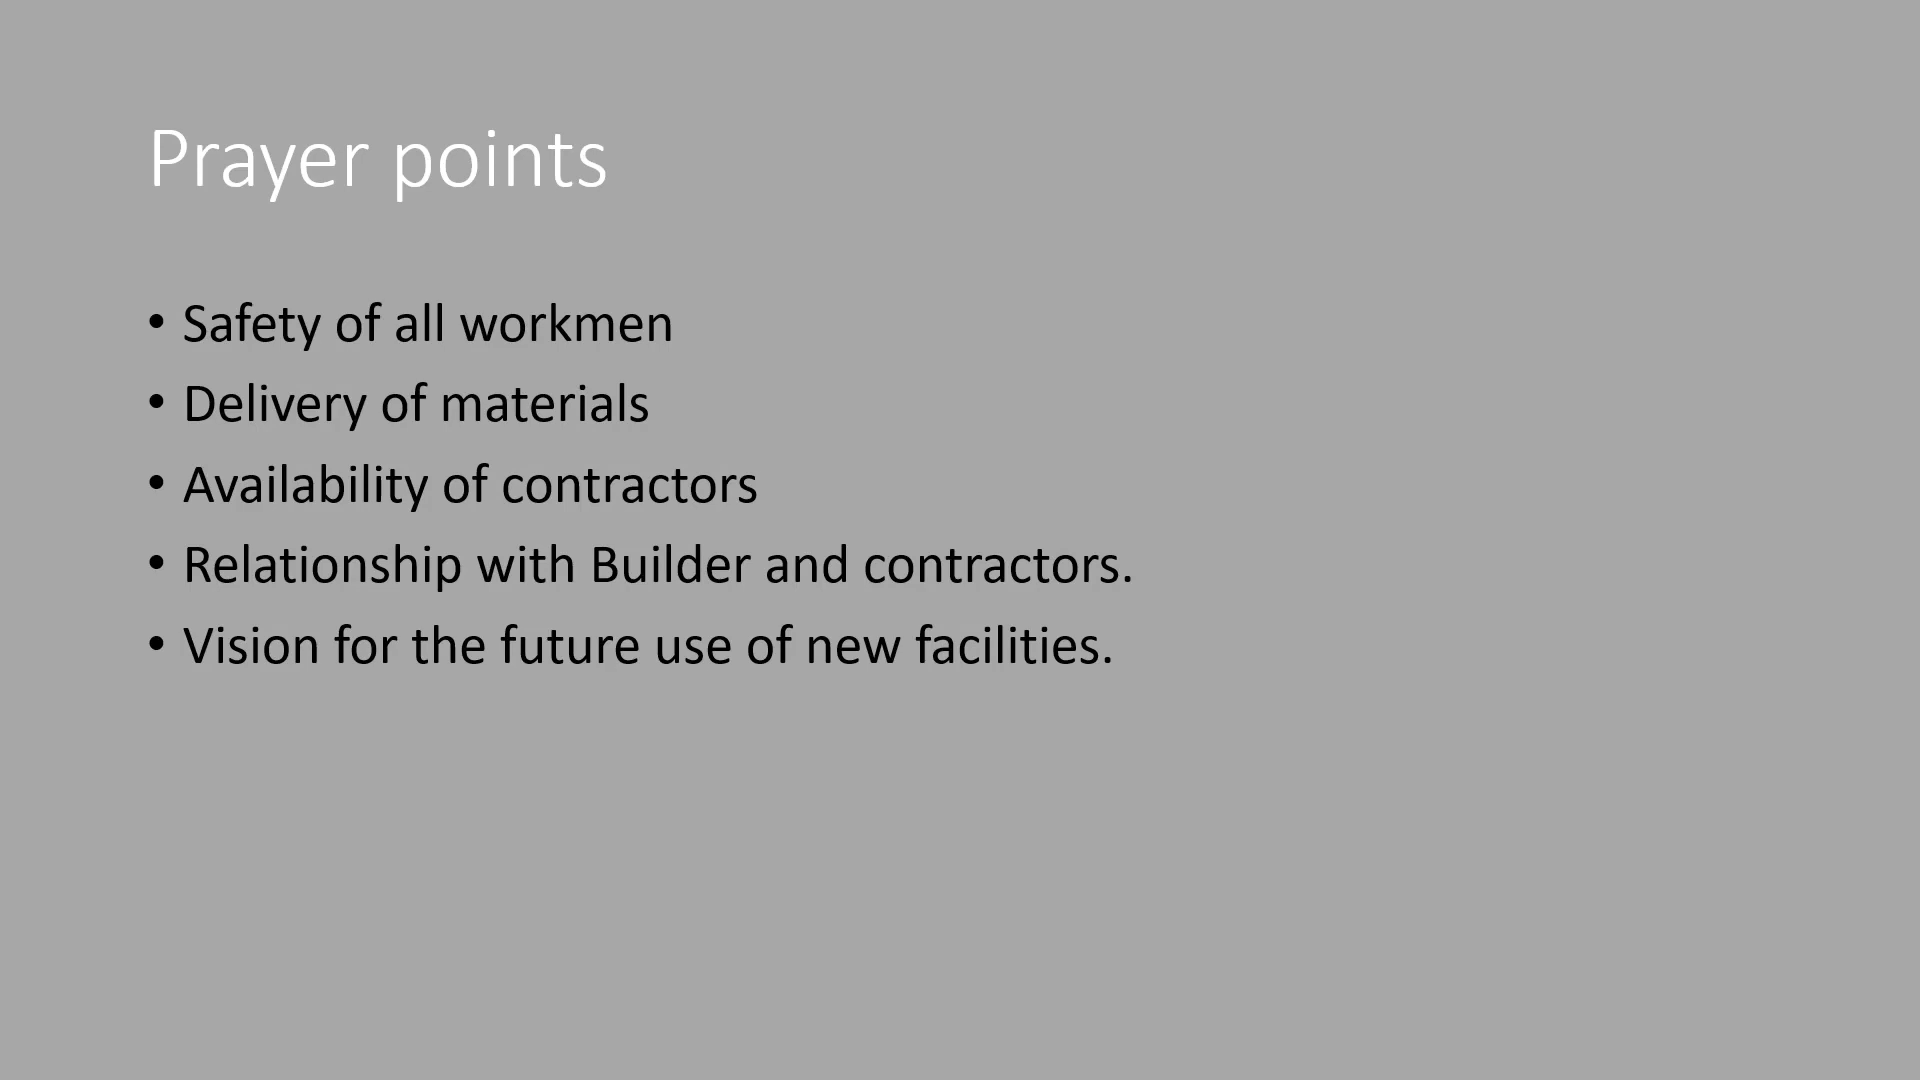 Prayer points
• Safety of all workmen
• Delivery of materials
• Availability of contractors
• Relationship with Builder and contractors.
• Vision for the future use of new facilities.